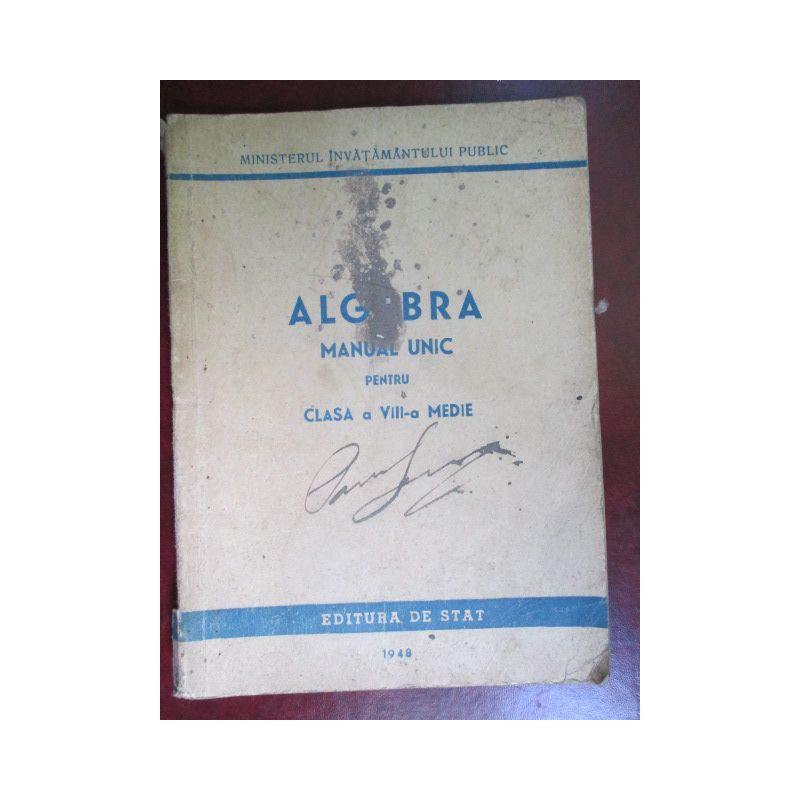 MINISTERUL ÎNVĂȚĂMÂNTULUI PUBLIC
ALGEBRA
MANUAL UNIC
PENTRU
CLASA a VIII-a MEDIE
EDITURA DE STAT
1948